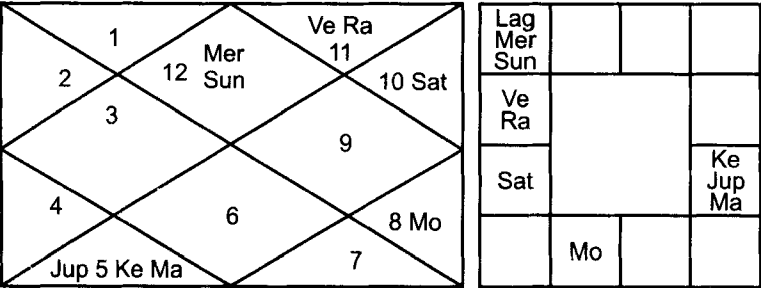 1
Mer
12 Sun
Ve Ra
11
2
10 Sat
3
9
4
6
8 Mo
Jup 5 Ke Ma
7
Lag
Mer
Sun
Ve
Ra
Sat
Ke
Jup
Ma
Mo